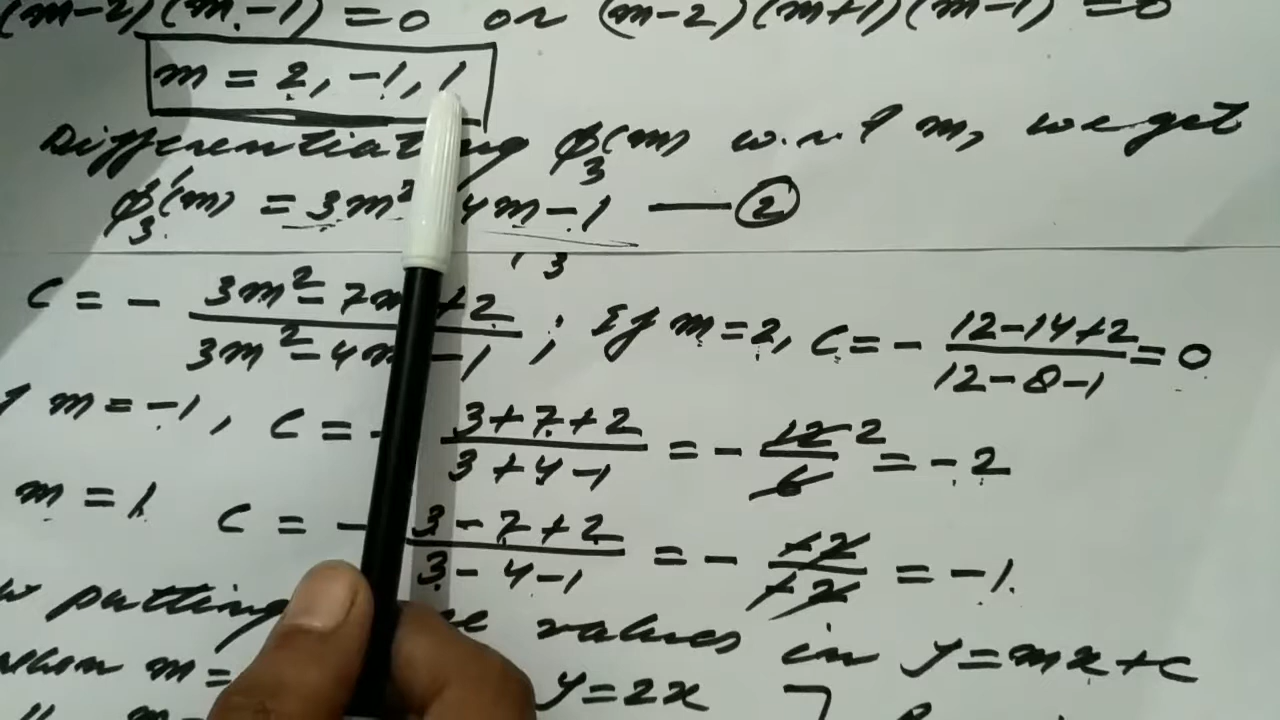 (m-2)(m²-1)=0 or (m-2)(m+1)(m-1)=0
m = 2, -1, 1
Differentiating ϕ₃(m) w.r.t m, we get
ϕ₃'(m) = 3m² 4m-1 — ②
C = - 3m²-7m+2 / 3m²-4m-1 ; If m=2, C = - 12-14+2 / 12-8-1 = 0
m = -1, C = - 3+7+2 / 3+4-1 = - 12 / 6 2 = -2
m = 1 C = - 3-7+2 / 3-4-1 = - +2 / +2 = -1.
putting values in y=mx+c
when m= y=2x